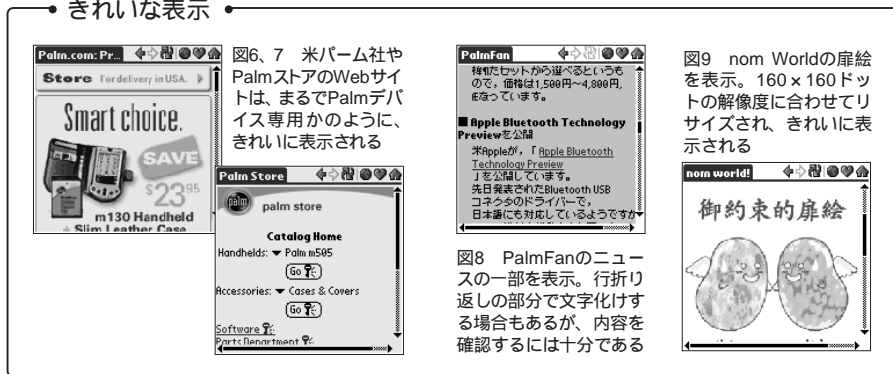 きれいな表示
Palm.com: Pr...
Store For delivery in USA.
Smart choice.
SAVE
$2395
m130 Handheld
+ Slim Leather Case
図6、7　米パーム社や
PalmストアのWebサイ
トは、まるでPalmデバ
イス専用かのように、
きれいに表示される
Palm Store
palm
palm store
Catalog Home
Handhelds: Palm m505
Go
Accessories: Cases & Covers
Go
Software
Parts Department
PalmFan
セットから選べるというも
ので，価格は1,500円～4,800円,
なっています。
■ Apple Bluetooth Technology
Previewを公開
米Appleが，「Apple Bluetooth
Technology Preview
」を公開しています。
先日発表されたBluetooth USB
コネクタのドライバーで，
日本語にも対応しているようですが
図8　PalmFanのニュー
スの一部を表示。行折り
返しの部分で文字化けす
る場合もあるが、内容を
確認するには十分である
図9　nom Worldの扉絵
を表示。160×160ドッ
トの解像度に合わせてリ
サイズされ、きれいに表
示される
nom world!
御約束的扉絵